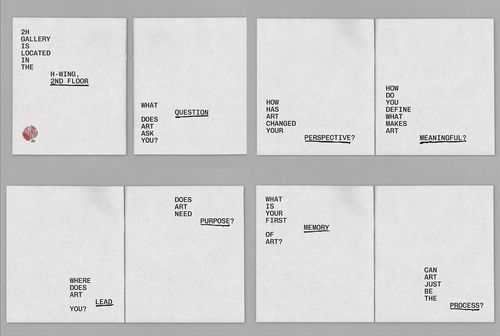 2H
GALLERY
IS
LOCATED
IN
THE
H-WING,
2ND FLOOR
WHAT
QUESTION
DOES
ART
ASK
YOU?
HOW
HAS
ART
CHANGED
YOUR
PERSPECTIVE?
HOW
DO
YOU
DEFINE
WHAT
MAKES
ART
MEANINGFUL?
WHERE
DOES
ART
LEAD
YOU?
DOES
ART
NEED
PURPOSE?
WHAT
IS
YOUR
FIRST
MEMORY
OF
ART?
CAN
ART
JUST
BE
THE
PROCESS?